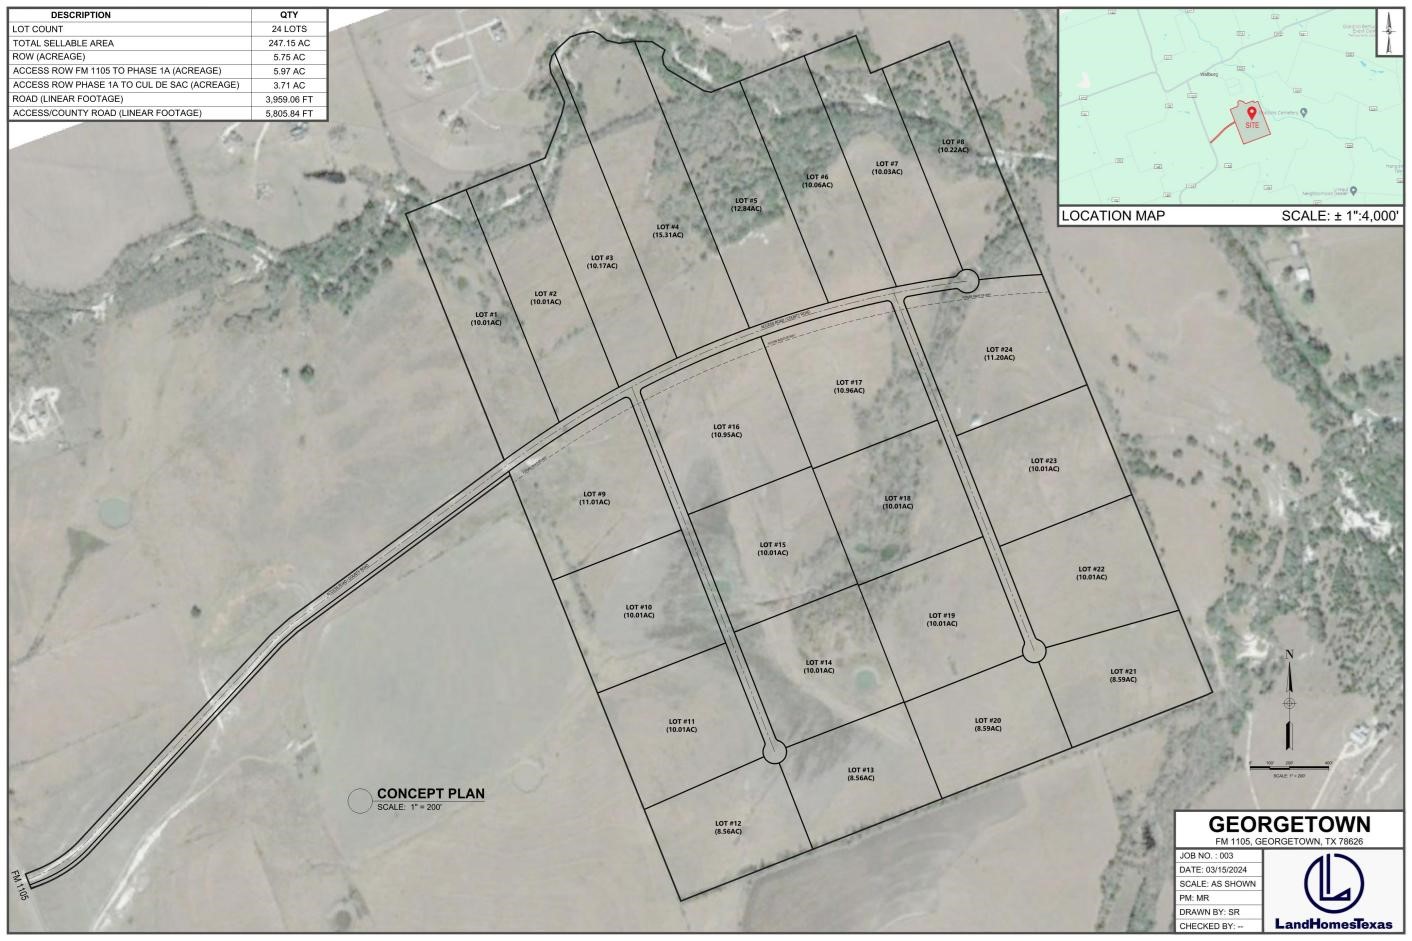 DESCRIPTION QTY
LOT COUNT 24 LOTS
TOTAL SELLABLE AREA 247.15 AC
ROW (ACREAGE) 5.75 AC
ACCESS ROW FM 1105 TO PHASE 1A (ACREAGE) 5.97 AC
ACCESS ROW PHASE 1A TO CUL DE SAC (ACREAGE) 3.71 AC
ROAD (LINEAR FOOTAGE) 3,959.06 FT
ACCESS/COUNTY ROAD (LINEAR FOOTAGE) 5,805.84 FT
Walburg
SITE
LOCATION MAP SCALE: ± 1":4,000'
LOT #8
(10.22AC)
LOT #7
(10.03AC)
LOT #6
(10.06AC)
LOT #5
(12.84AC)
LOT #4
(15.31AC)
LOT #3
(10.17AC)
LOT #2
(10.01AC)
LOT #1
(10.01AC)
LOT #24
(11.20AC)
LOT #17
(10.96AC)
LOT #16
(10.95AC)
LOT #23
(10.01AC)
LOT #9
(11.01AC)
LOT #18
(10.01AC)
LOT #15
(10.01AC)
LOT #22
(10.01AC)
LOT #10
(10.01AC)
LOT #19
(10.01AC)
LOT #14
(10.01AC)
LOT #21
(8.59AC)
LOT #11
(10.01AC)
LOT #20
(8.59AC)
LOT #13
(8.56AC)
LOT #12
(8.56AC)
N
SCALE: 1" = 200'
CONCEPT PLAN
SCALE: 1" = 200'
FM 1105
GEORGETOWN
FM 1105, GEORGETOWN, TX 78626
JOB NO. : 003
DATE: 03/15/2024
SCALE: AS SHOWN
PM: MR
DRAWN BY: SR
CHECKED BY: --
LandHomesTexas